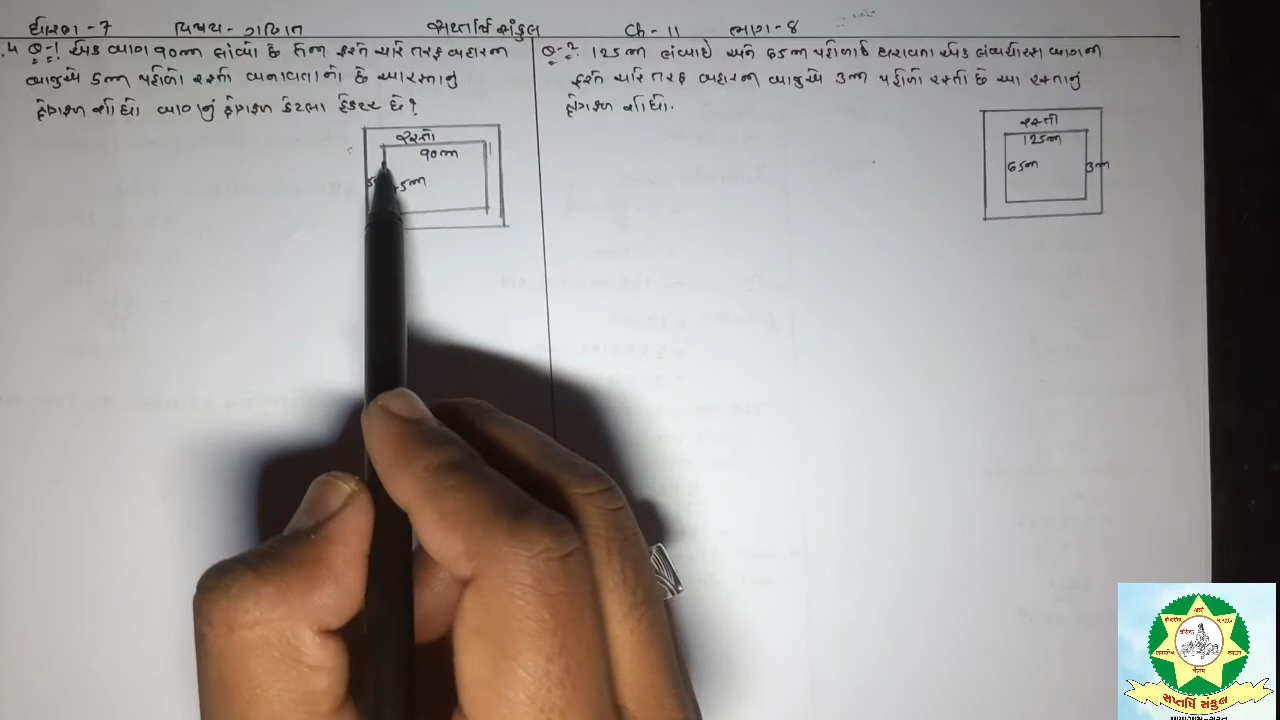 ધોરણ - 7 વિષય - ગણિત સપ્તર્ષિ સંકુલ Ch - 11 ભાગ - 8
Q-1 એક બાગ 90m લાંબો છે તેને ફરતે ચારે તરફ બહારના
બાજુએ 5m પહોળો રસ્તો બનાવવાનો છે આ રસ્તાનું
ક્ષેત્રફળ શોધો બાગનું ક્ષેત્રફળ કેટલા હેક્ટર છે?
રસ્તો
90m
5m
Q-2 125m લંબાઈ અને 65m પહોળાઈ ધરાવતા એક લંબચોરસ બાગના
ફરતે ચારે તરફ બહારના બાજુએ 3m પહોળો રસ્તો છે આ રસ્તાનું
ક્ષેત્રફળ શોધો.
રસ્તો
125m
65m 3m
સપ્તર્ષિ સંકુલ